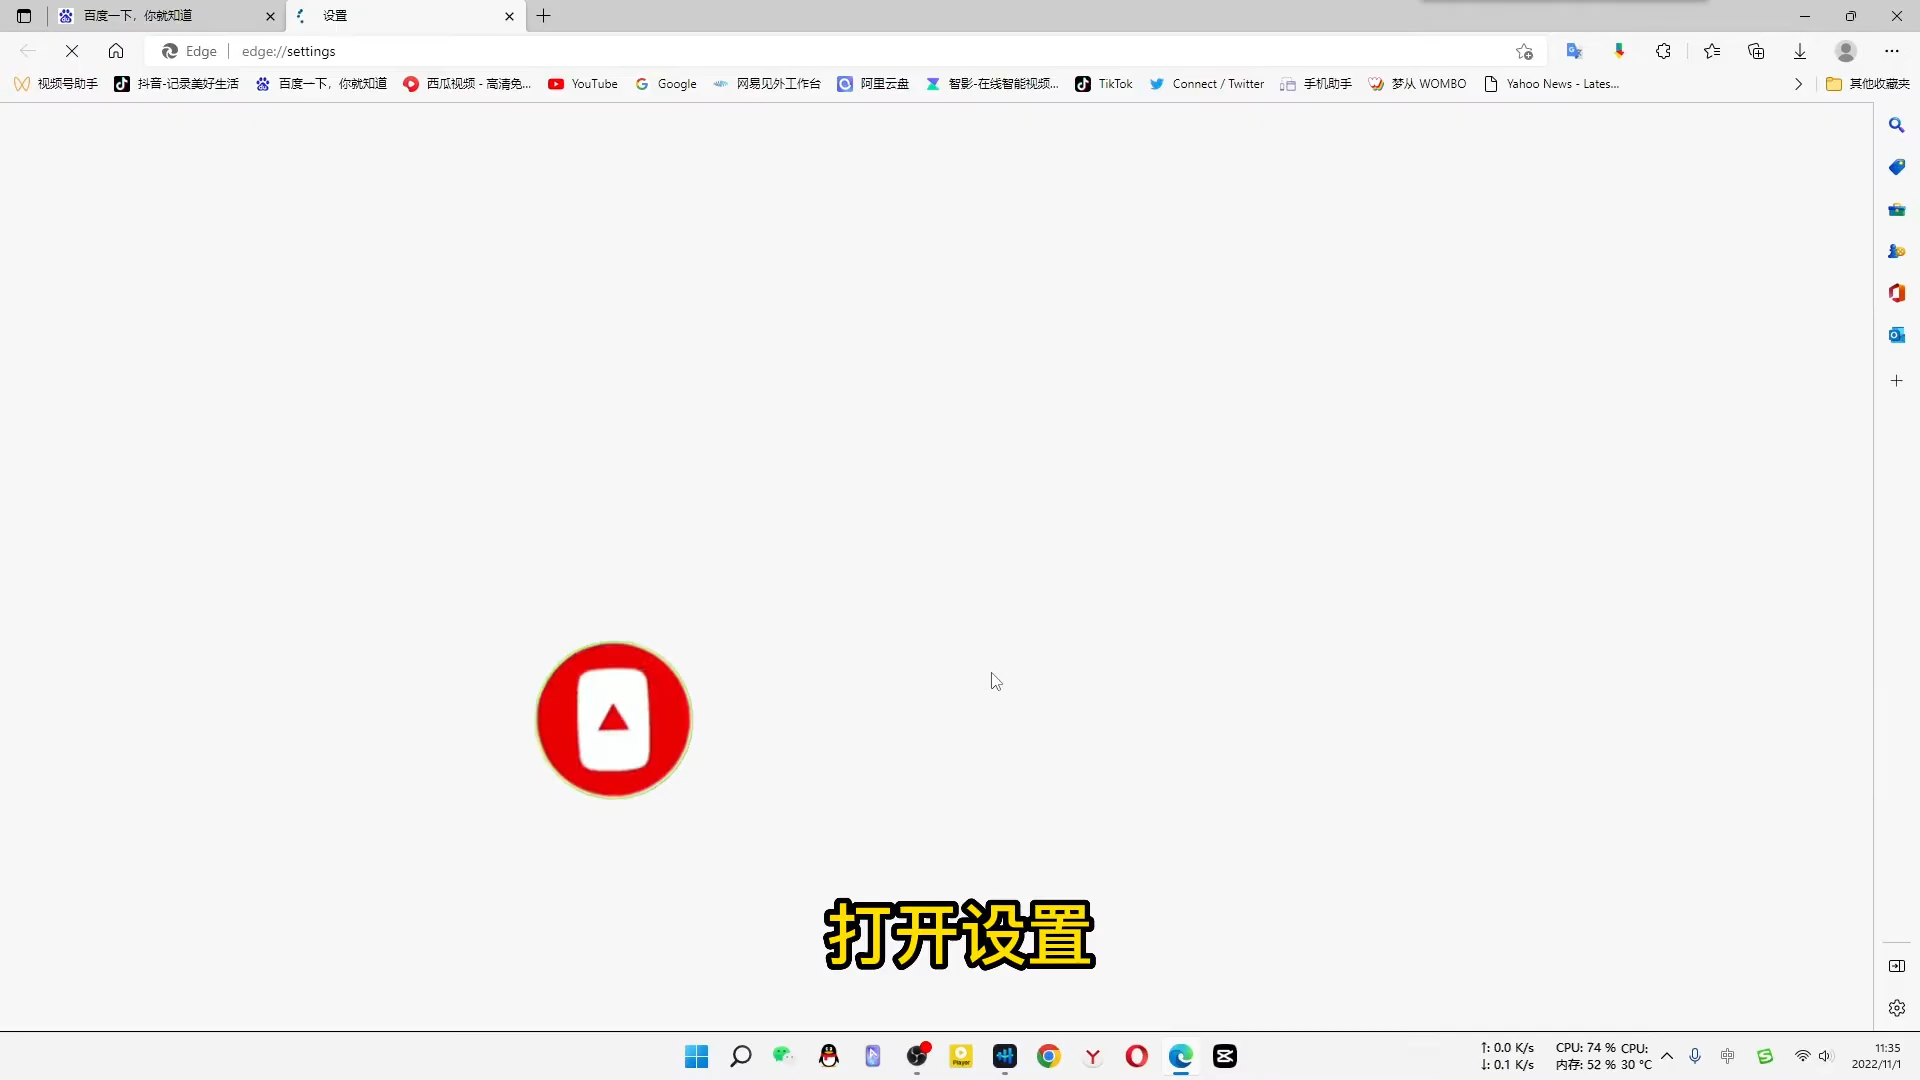 百度一下，你就知道
设置
Edge
edge://settings
视频号助手
抖音-记录美好生活
百度一下，你就知道
西瓜视频 - 高清免...
YouTube
Google
网易见外工作台
阿里云盘
智影-在线智能视频...
TikTok
Connect / Twitter
手机助手
梦从 WOMBO
Yahoo News - Lates...
其他收藏夹
打开设置
Player
↑: 0.0 K/s
↓: 0.1 K/s
CPU: 74 % CPU:
内存: 52 % 30 °C
中
11:35
2022/11/1